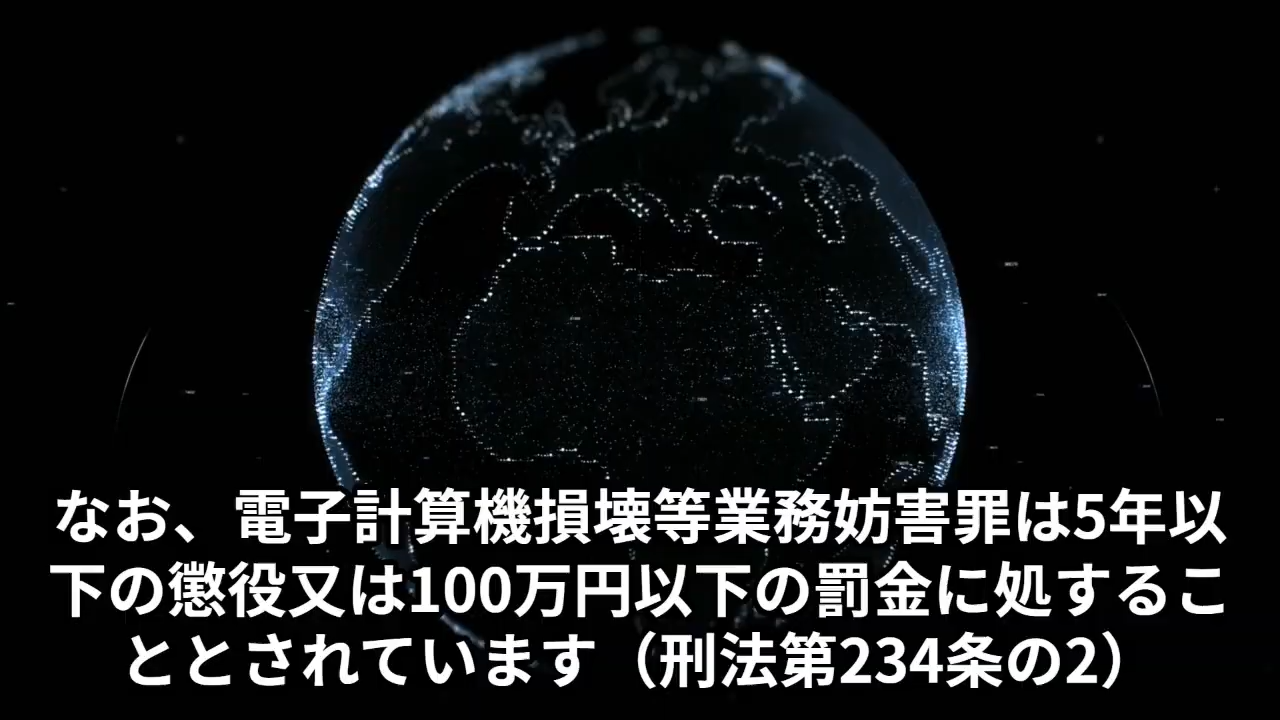 なお、電子計算機損壊等業務妨害罪は5年以
下の懲役又は100万円以下の罰金に処するこ
ととされています（刑法第234条の2）